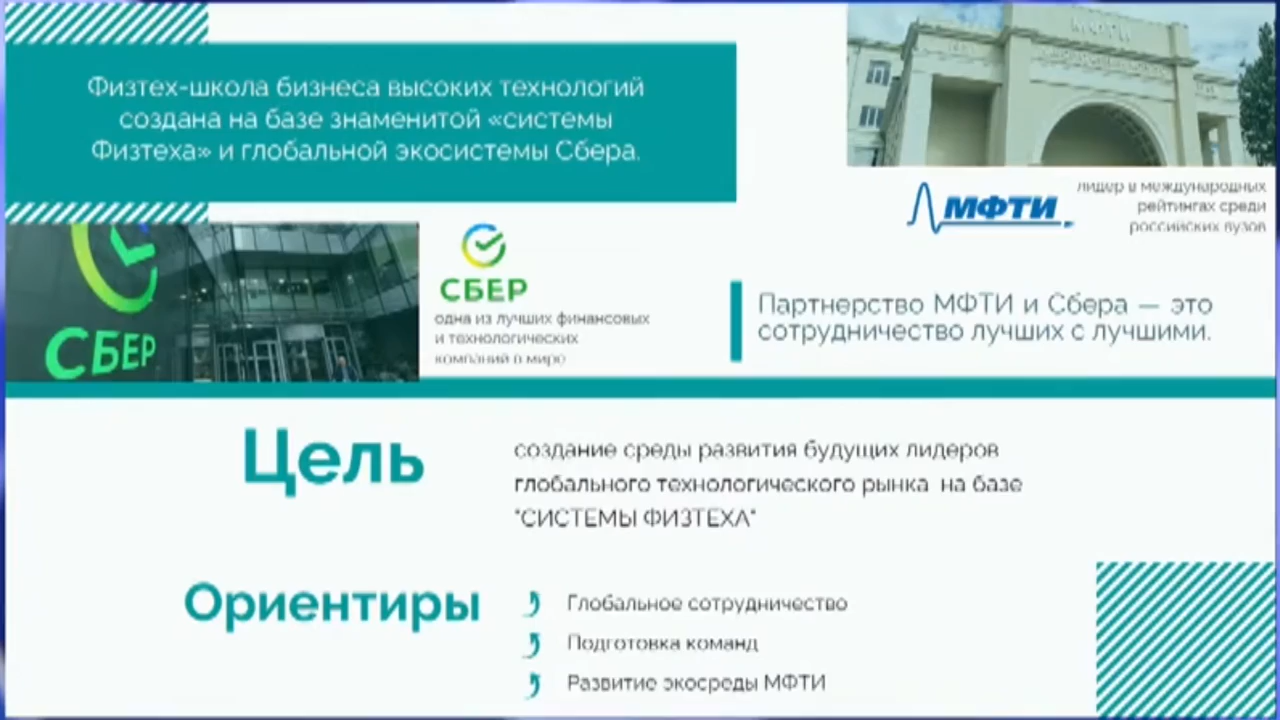 Физтех-школа бизнеса высоких технологий
создана на базе знаменитой «системы
Физтеха» и глобальной экосистемы Сбера.
МФТИ
МФТИ
лидер в международных
рейтингах среди
российских вузов
СБЕР
СБЕР
одна из лучших финансовых
и технологических
компаний в мире
Партнерство МФТИ и Сбера — это
сотрудничество лучших с лучшими.
Цель
создание среды развития будущих лидеров
глобального технологического рынка на базе
"СИСТЕМЫ ФИЗТЕХА"
Ориентиры
Глобальное сотрудничество
Подготовка команд
Развитие экосреды МФТИ